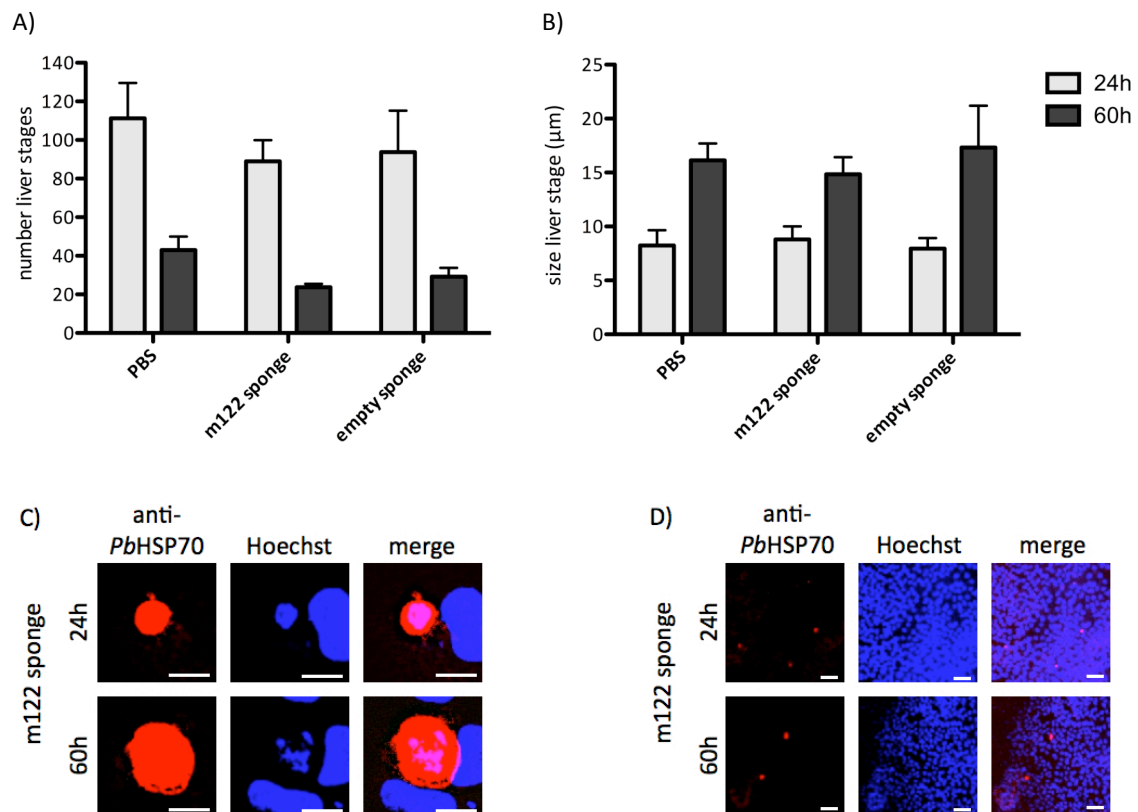 A)
140
120
100
80
60
40
20
0
number liver stages
PBS
m122 sponge
empty sponge
B)
25
20
15
10
5
0
size liver stage (µm)
PBS
m122 sponge
empty sponge
24h
60h
C)
anti-
PbHSP70
Hoechst
merge
m122 sponge
24h
60h
D)
anti-
PbHSP70
Hoechst
merge
m122 sponge
24h
60h